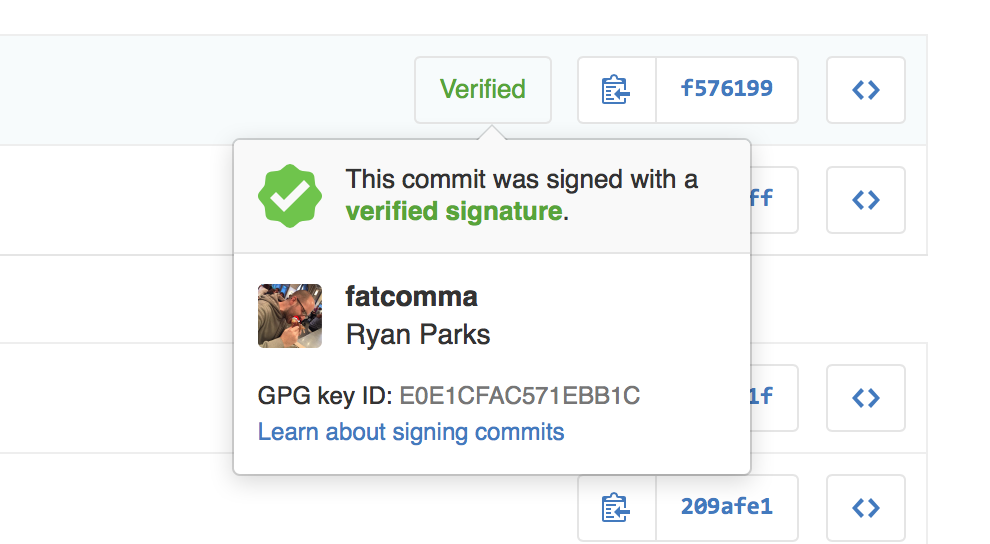 Verified
f576199
This commit was signed with a
verified signature.
ff
fatcomma
Ryan Parks
GPG key ID: E0E1CFAC571EBB1C
1f
Learn about signing commits
209afe1